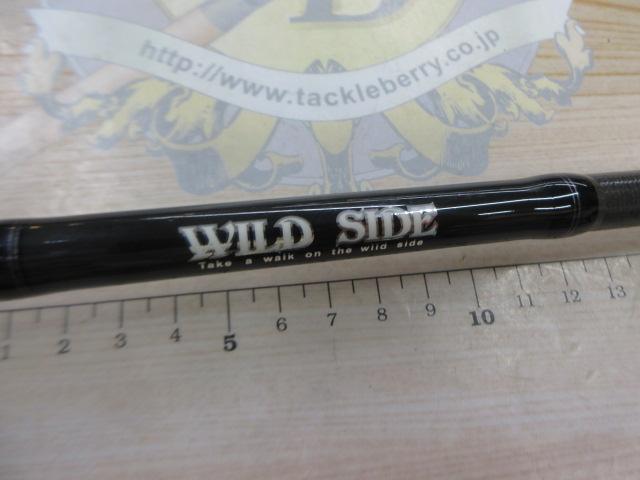 D
http://www.tackleberry.co.jp
WILD SIDE
Take a walk on the wild side
1 2 3 4 5 6 7 8 9 10 11 12 13